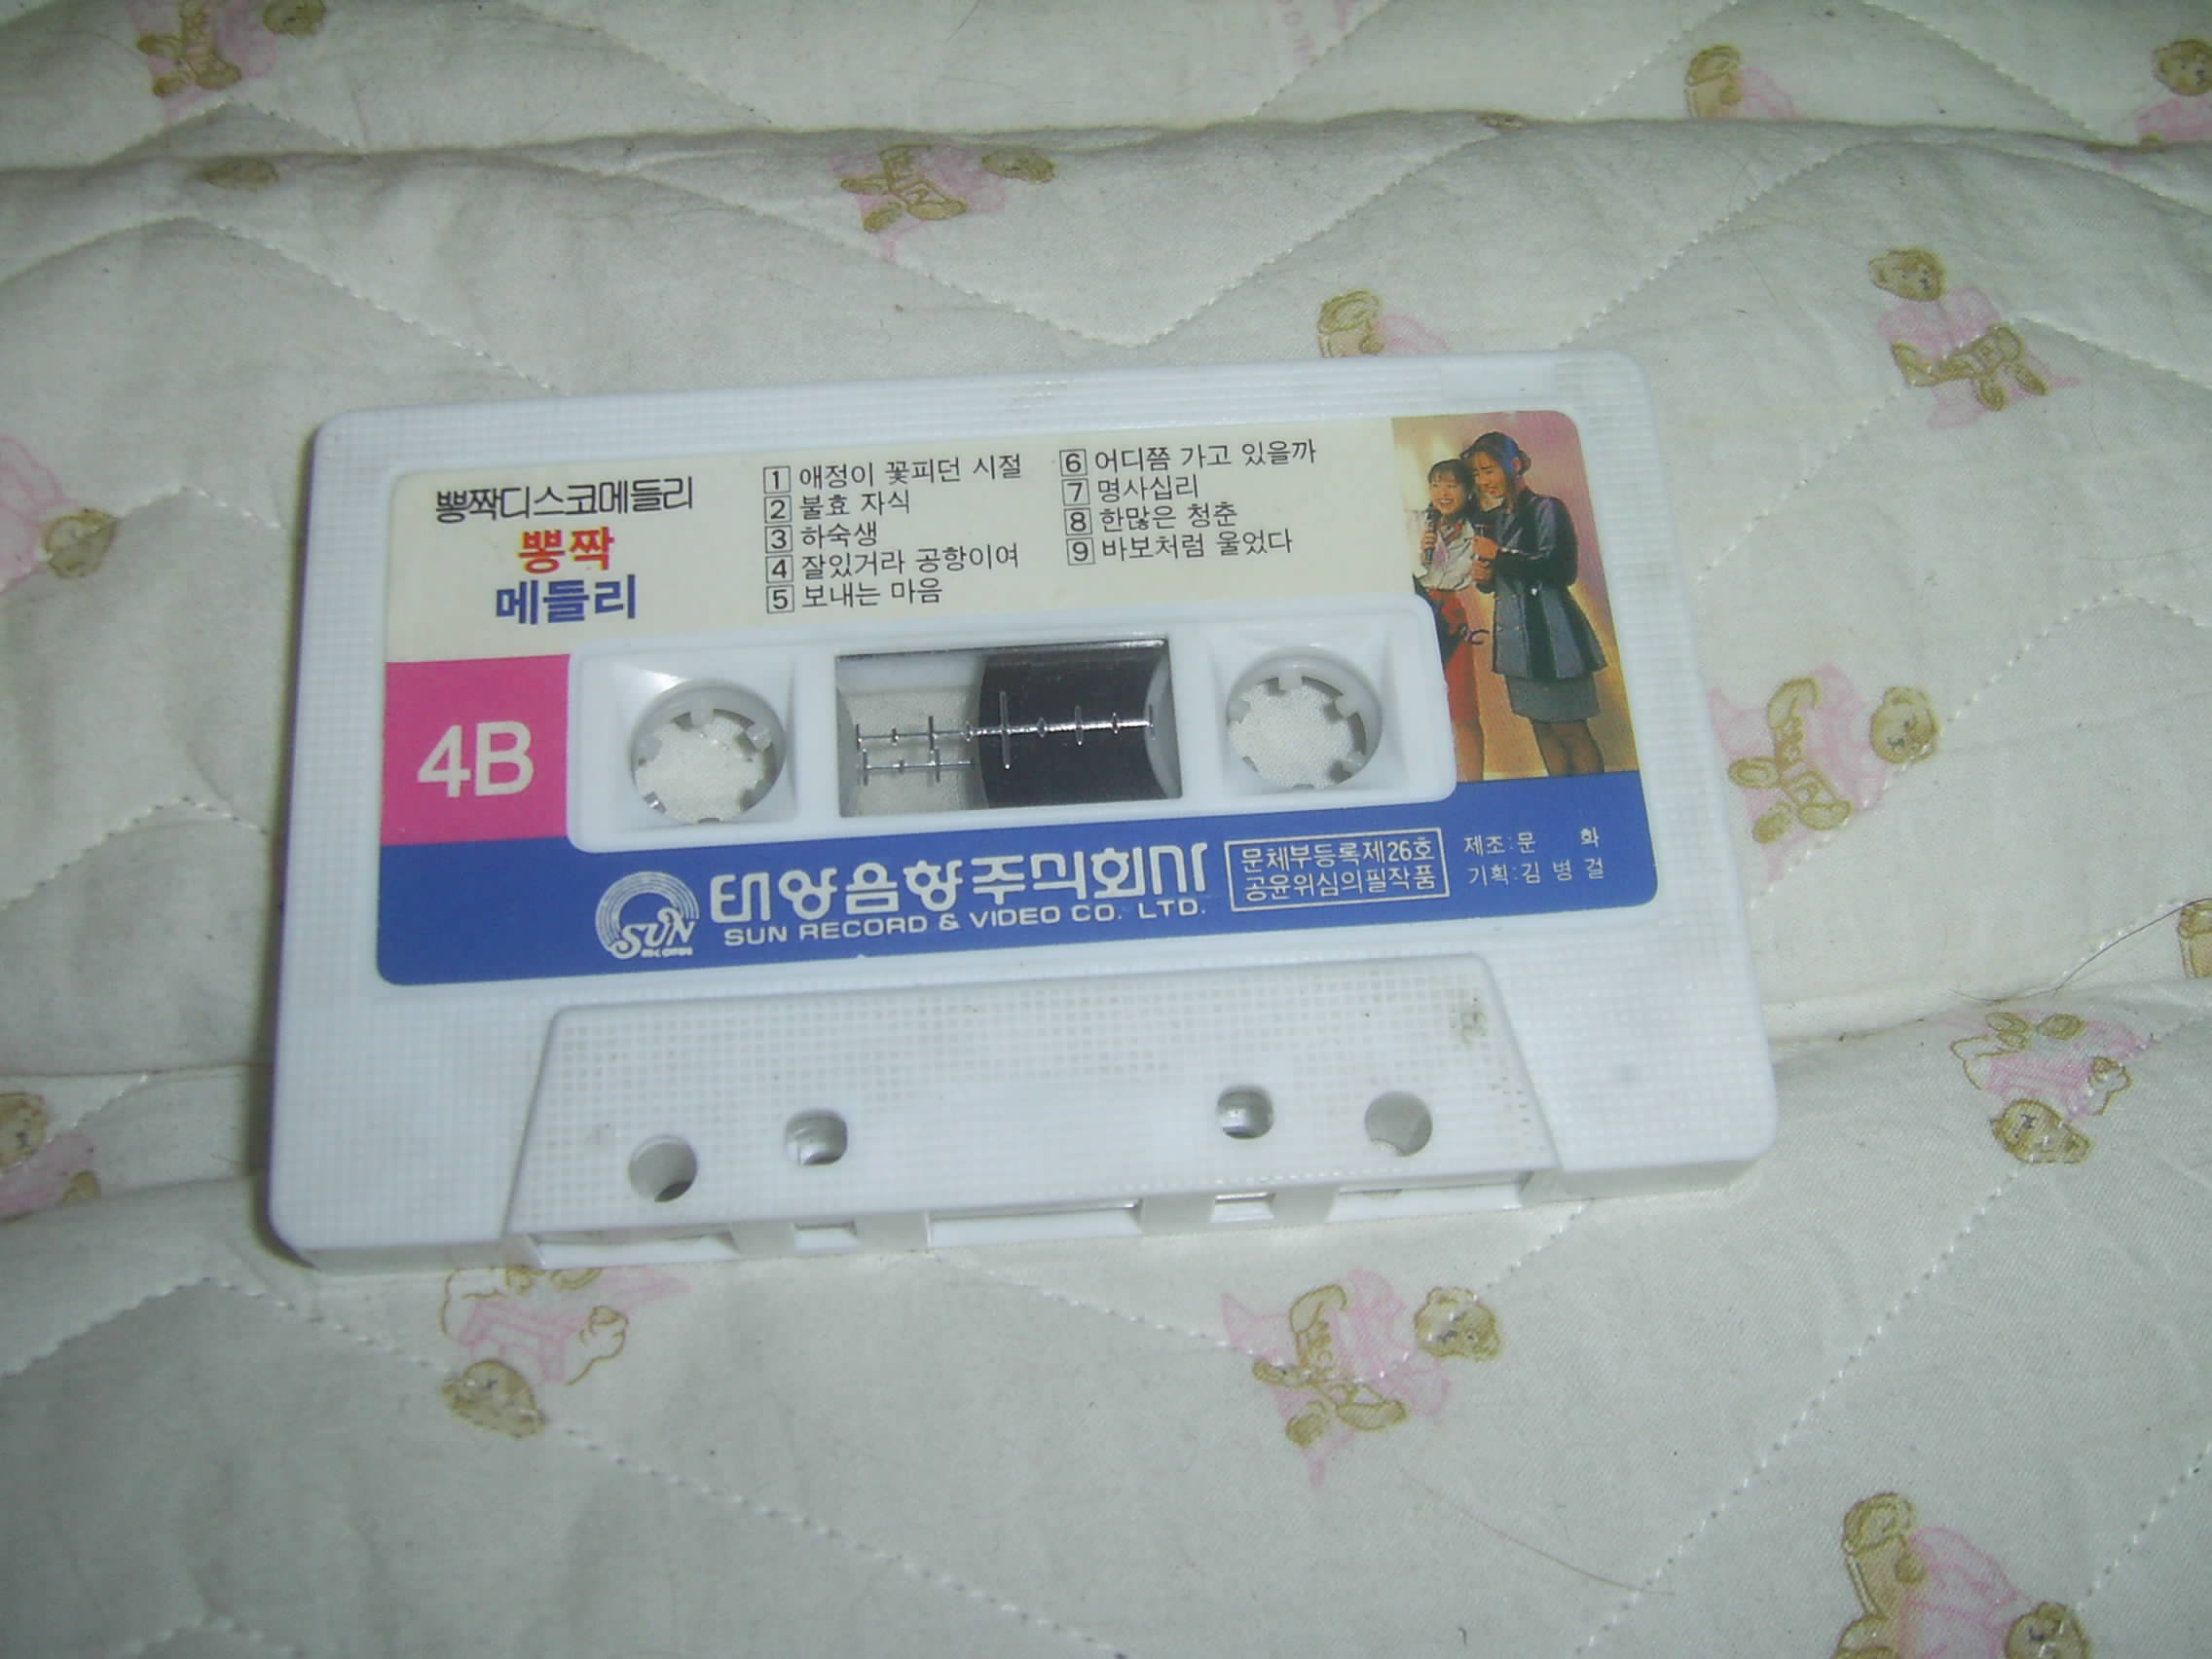 뽕짝디스코메들리
뽕짝
메들리
1 애정이 꽃피던 시절
2 불효 자식
3 하숙생
4 잘있거라 공항이여
5 보내는 마음
6 어디쯤 가고 있을까
7 명사십리
8 한많은 청춘
9 바보처럼 울었다
4B
SUN
태양음향주식회사
SUN RECORD & VIDEO CO. LTD.
문체부등록제26호
공윤위심의필작품
제조:문 화
기획:김 병 걸